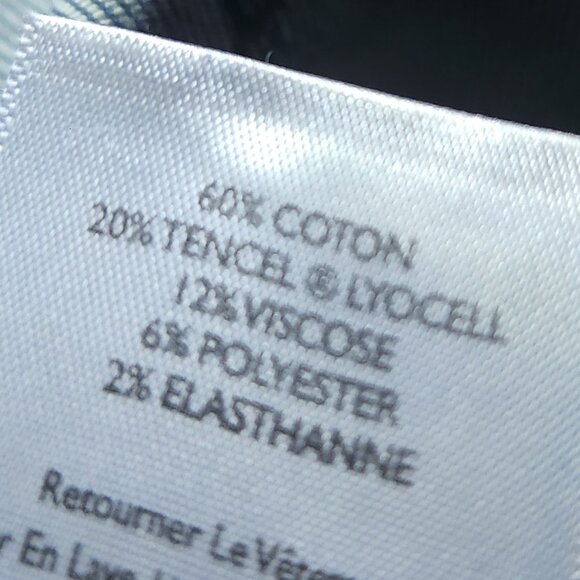 60% COTON
20% TENCEL ® LYOCELL
12% VISCOSE
6% POLYESTER
2% ELASTHANNE
Retourner Le
En